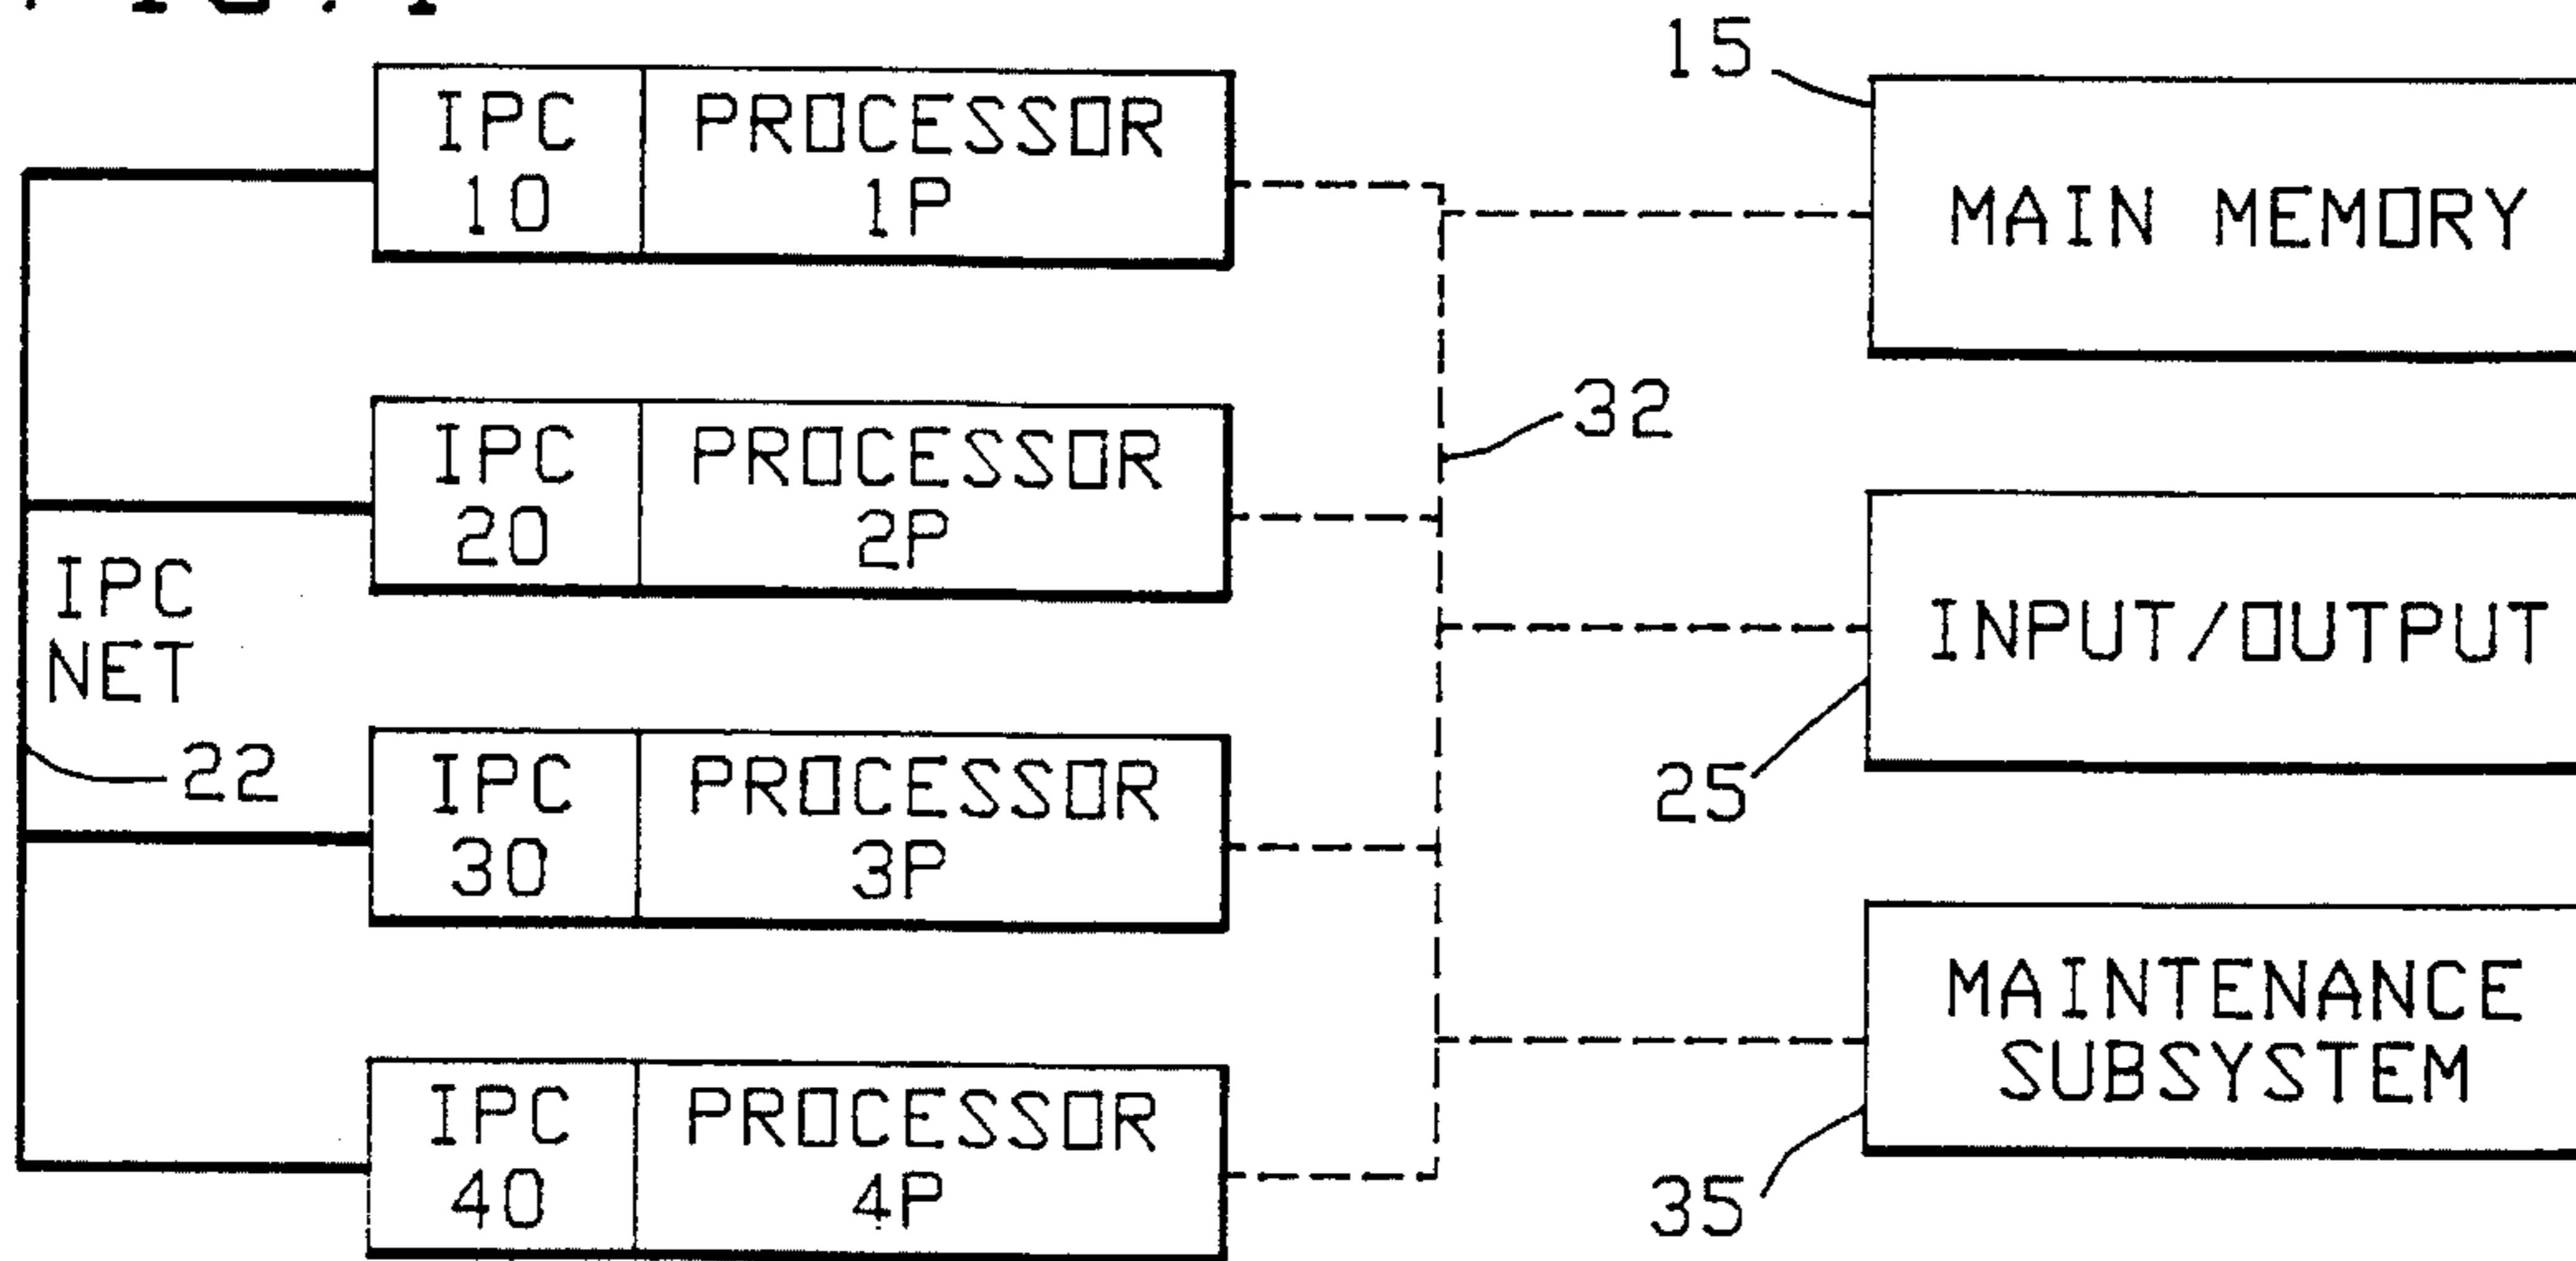 IPC
10
PROCESSOR
1P
15
MAIN MEMORY
IPC
20
PROCESSOR
2P
32
IPC
NET
22
INPUT/OUTPUT
25
IPC
30
PROCESSOR
3P
IPC
40
PROCESSOR
4P
MAINTENANCE
SUBSYSTEM
35